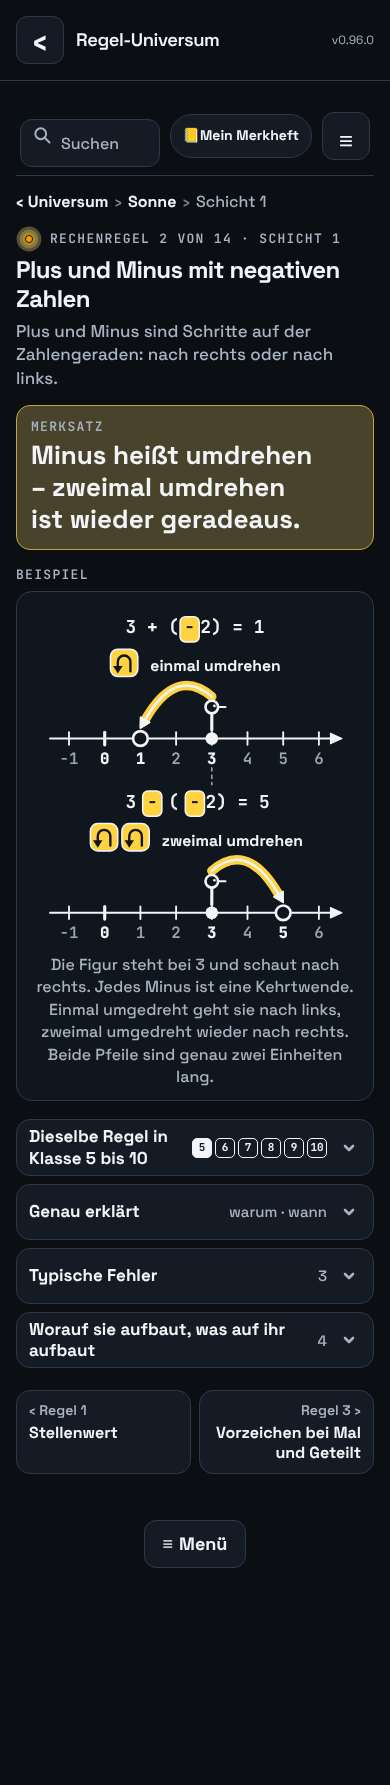 ‹ Regel-Universum v0.96.0
Suchen 📒Mein Merkheft ≡
‹ Universum › Sonne › Schicht 1
RECHENREGEL 2 VON 14 · SCHICHT 1
Plus und Minus mit negativen
Zahlen
Plus und Minus sind Schritte auf der
Zahlengeraden: nach rechts oder nach
links.
MERKSATZ
Minus heißt umdrehen
– zweimal umdrehen
ist wieder geradeaus.
BEISPIEL
3 + (-2) = 1
einmal umdrehen
-1 0 1 2 3 4 5 6
3 - (-2) = 5
zweimal umdrehen
-1 0 1 2 3 4 5 6
Die Figur steht bei 3 und schaut nach
rechts. Jedes Minus ist eine Kehrtwende.
Einmal umgedreht geht sie nach links,
zweimal umgedreht wieder nach rechts.
Beide Pfeile sind genau zwei Einheiten
lang.
Dieselbe Regel in
Klasse 5 bis 10
5 6 7 8 9 10
Genau erklärt warum · wann
Typische Fehler 3
Worauf sie aufbaut, was auf ihr
aufbaut
4
‹ Regel 1
Stellenwert
Regel 3 ›
Vorzeichen bei Mal
und Geteilt
≡ Menü